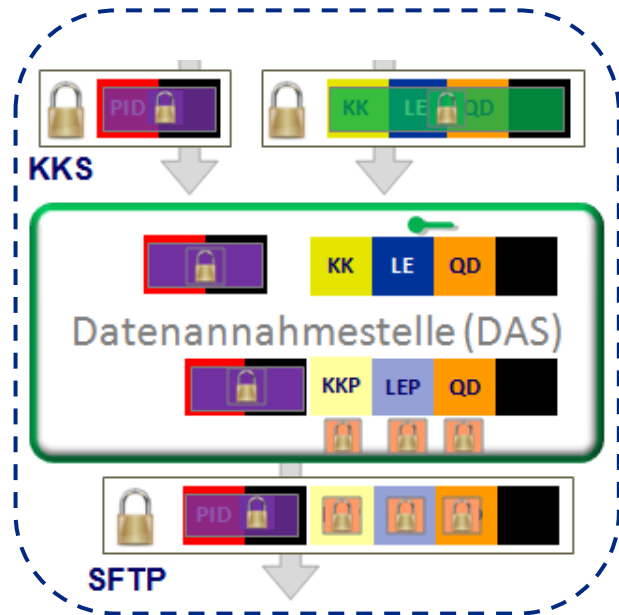 PID KK LE QD
KKS
KK LE QD
Datenannahmestelle (DAS)
KKP LEP QD
PID
SFTP